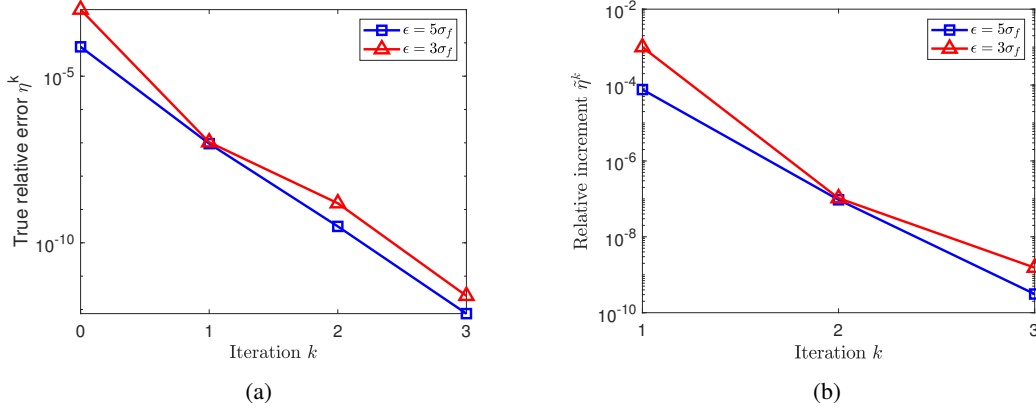 ϵ = 5σ_f
ϵ = 3σ_f
True relative error η^k
10^-5
10^-10
0 1 2 3
Iteration k
(a)
ϵ = 5σ_f
ϵ = 3σ_f
Relative increment η̃^k
10^-2
10^-4
10^-6
10^-8
10^-10
1 2 3
Iteration k
(b)